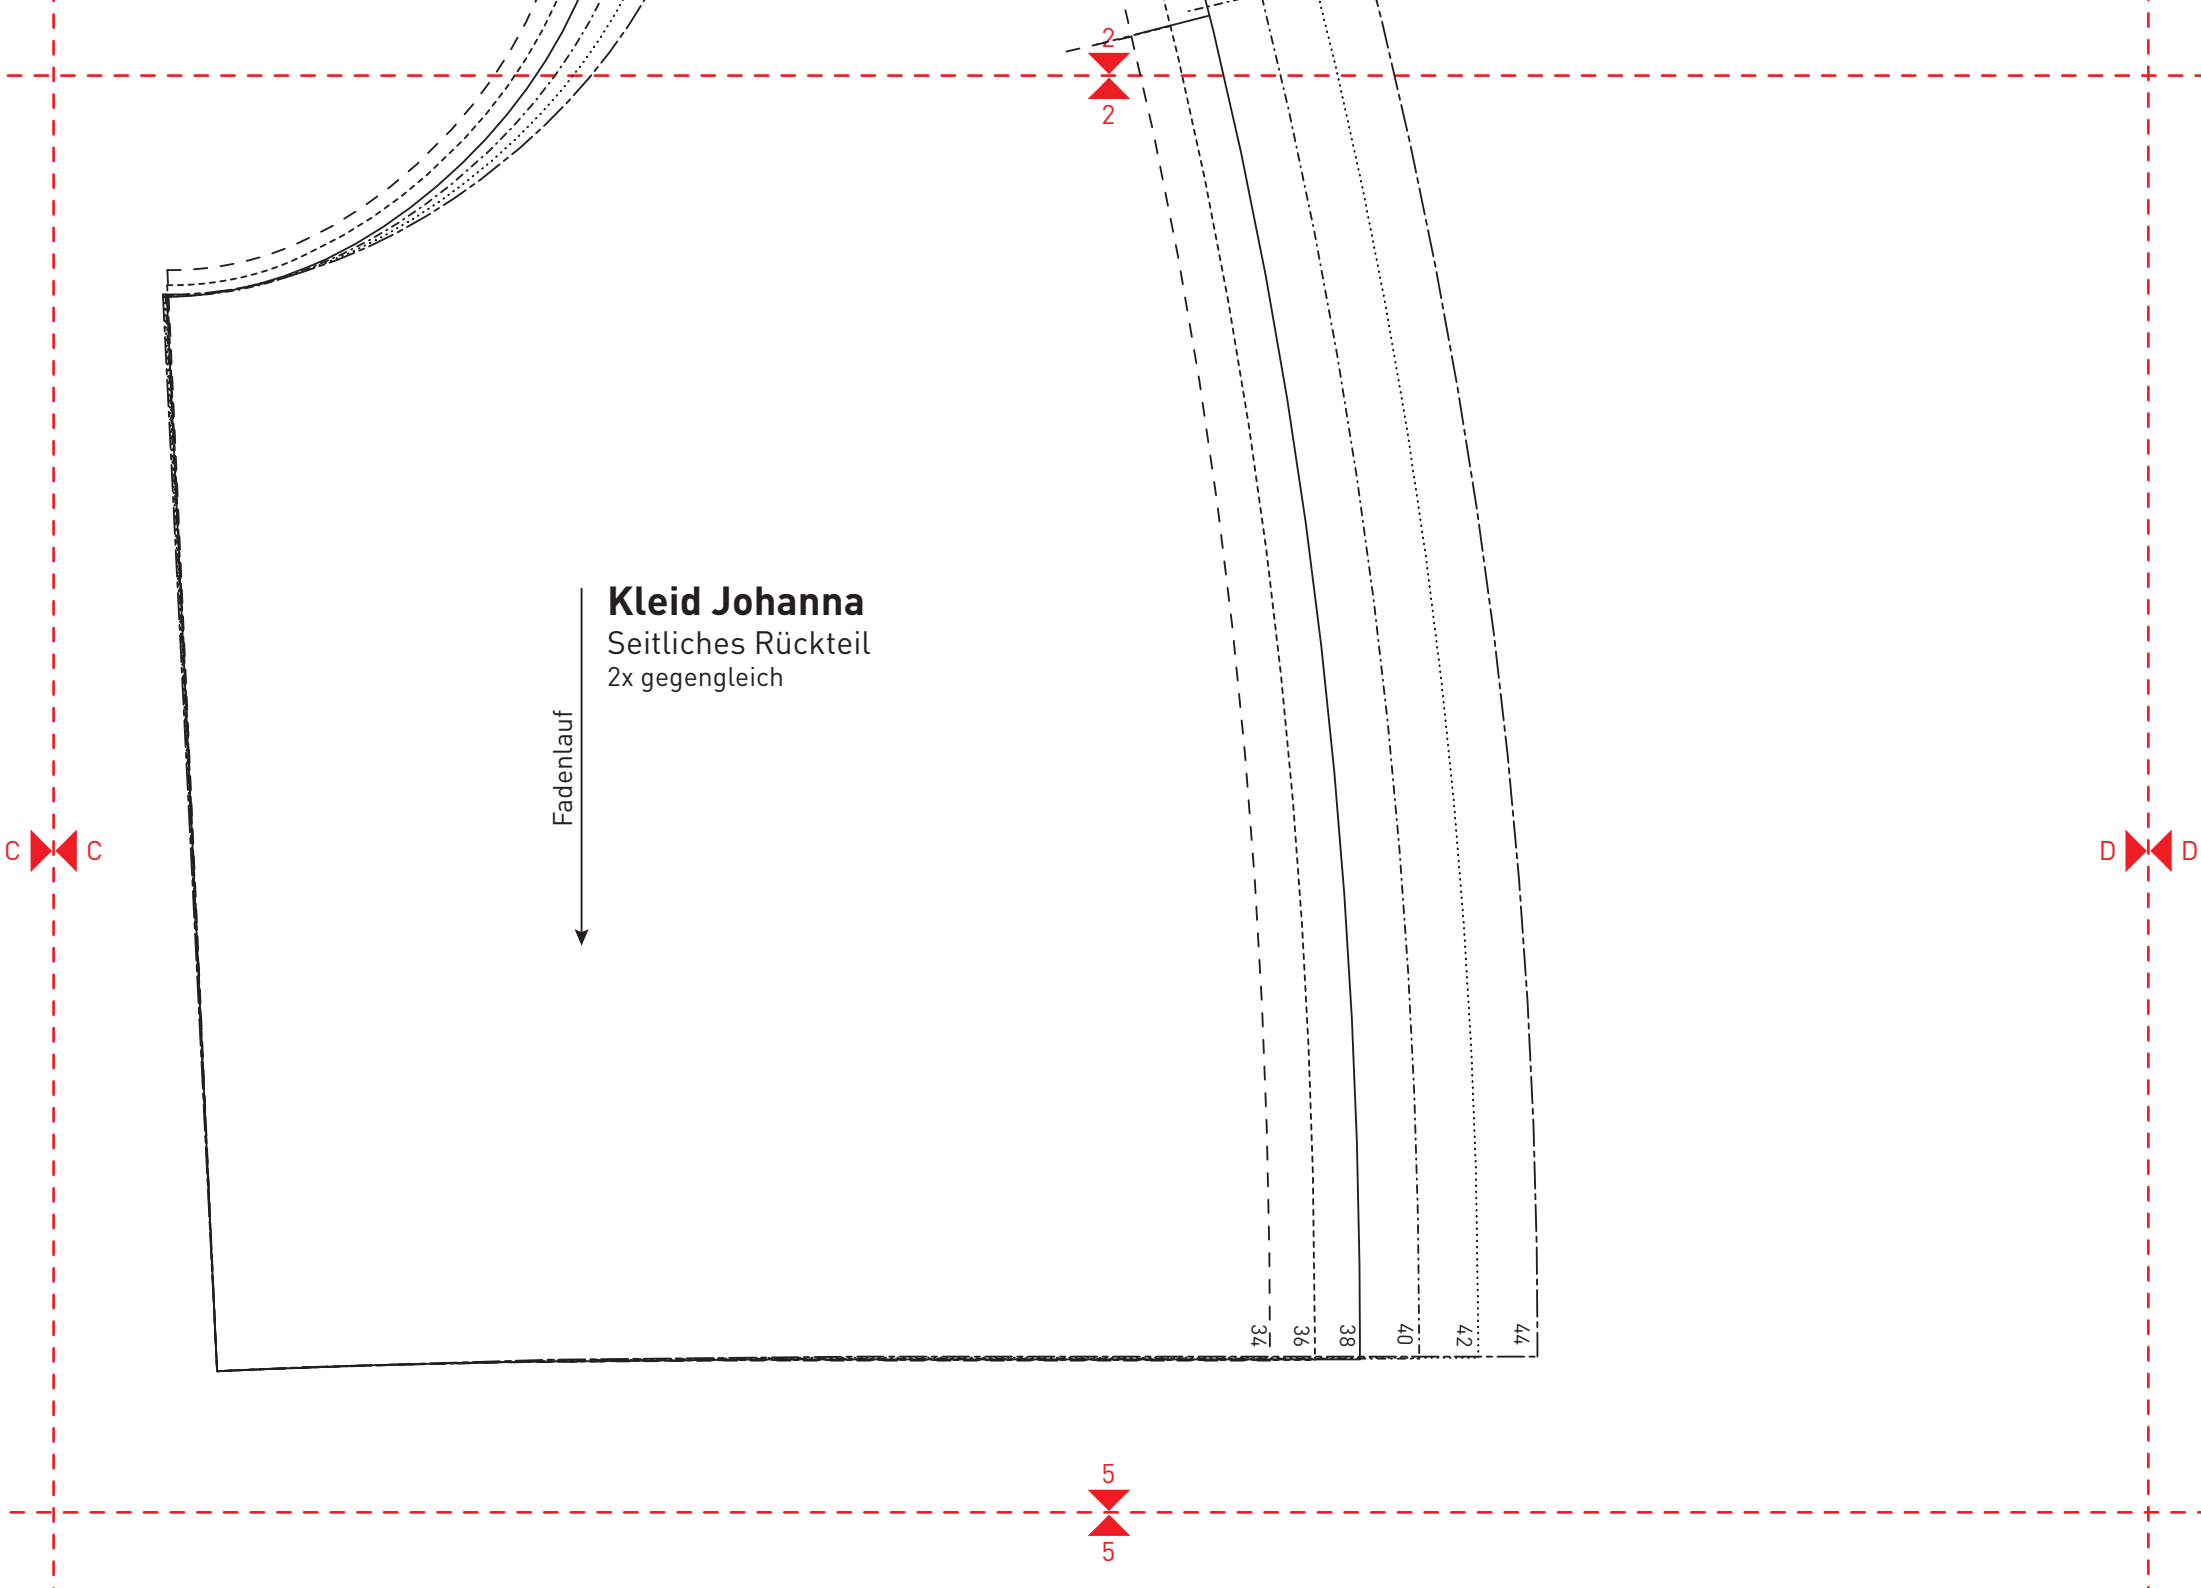 2
2
Kleid Johanna
Seitliches Rückteil
2x gegengleich
Fadenlauf
C C
D D
34 36 38 40 42 44
5
5